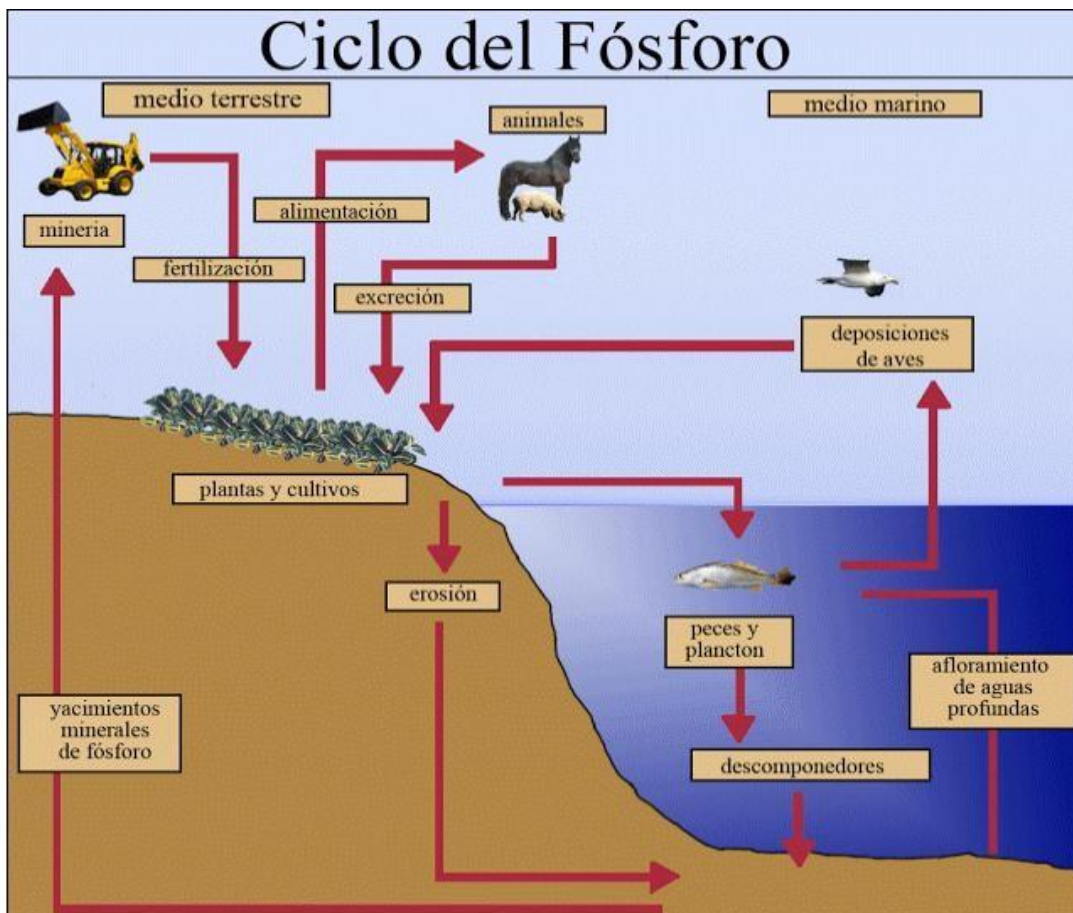 Ciclo del Fósforo
medio terrestre
animales
medio marino
mineria
alimentación
fertilización
excreción
deposiciones
de aves
plantas y cultivos
erosión
peces y
plancton
afloramiento
de aguas
profundas
yacimientos
minerales
de fósforo
descomponedores